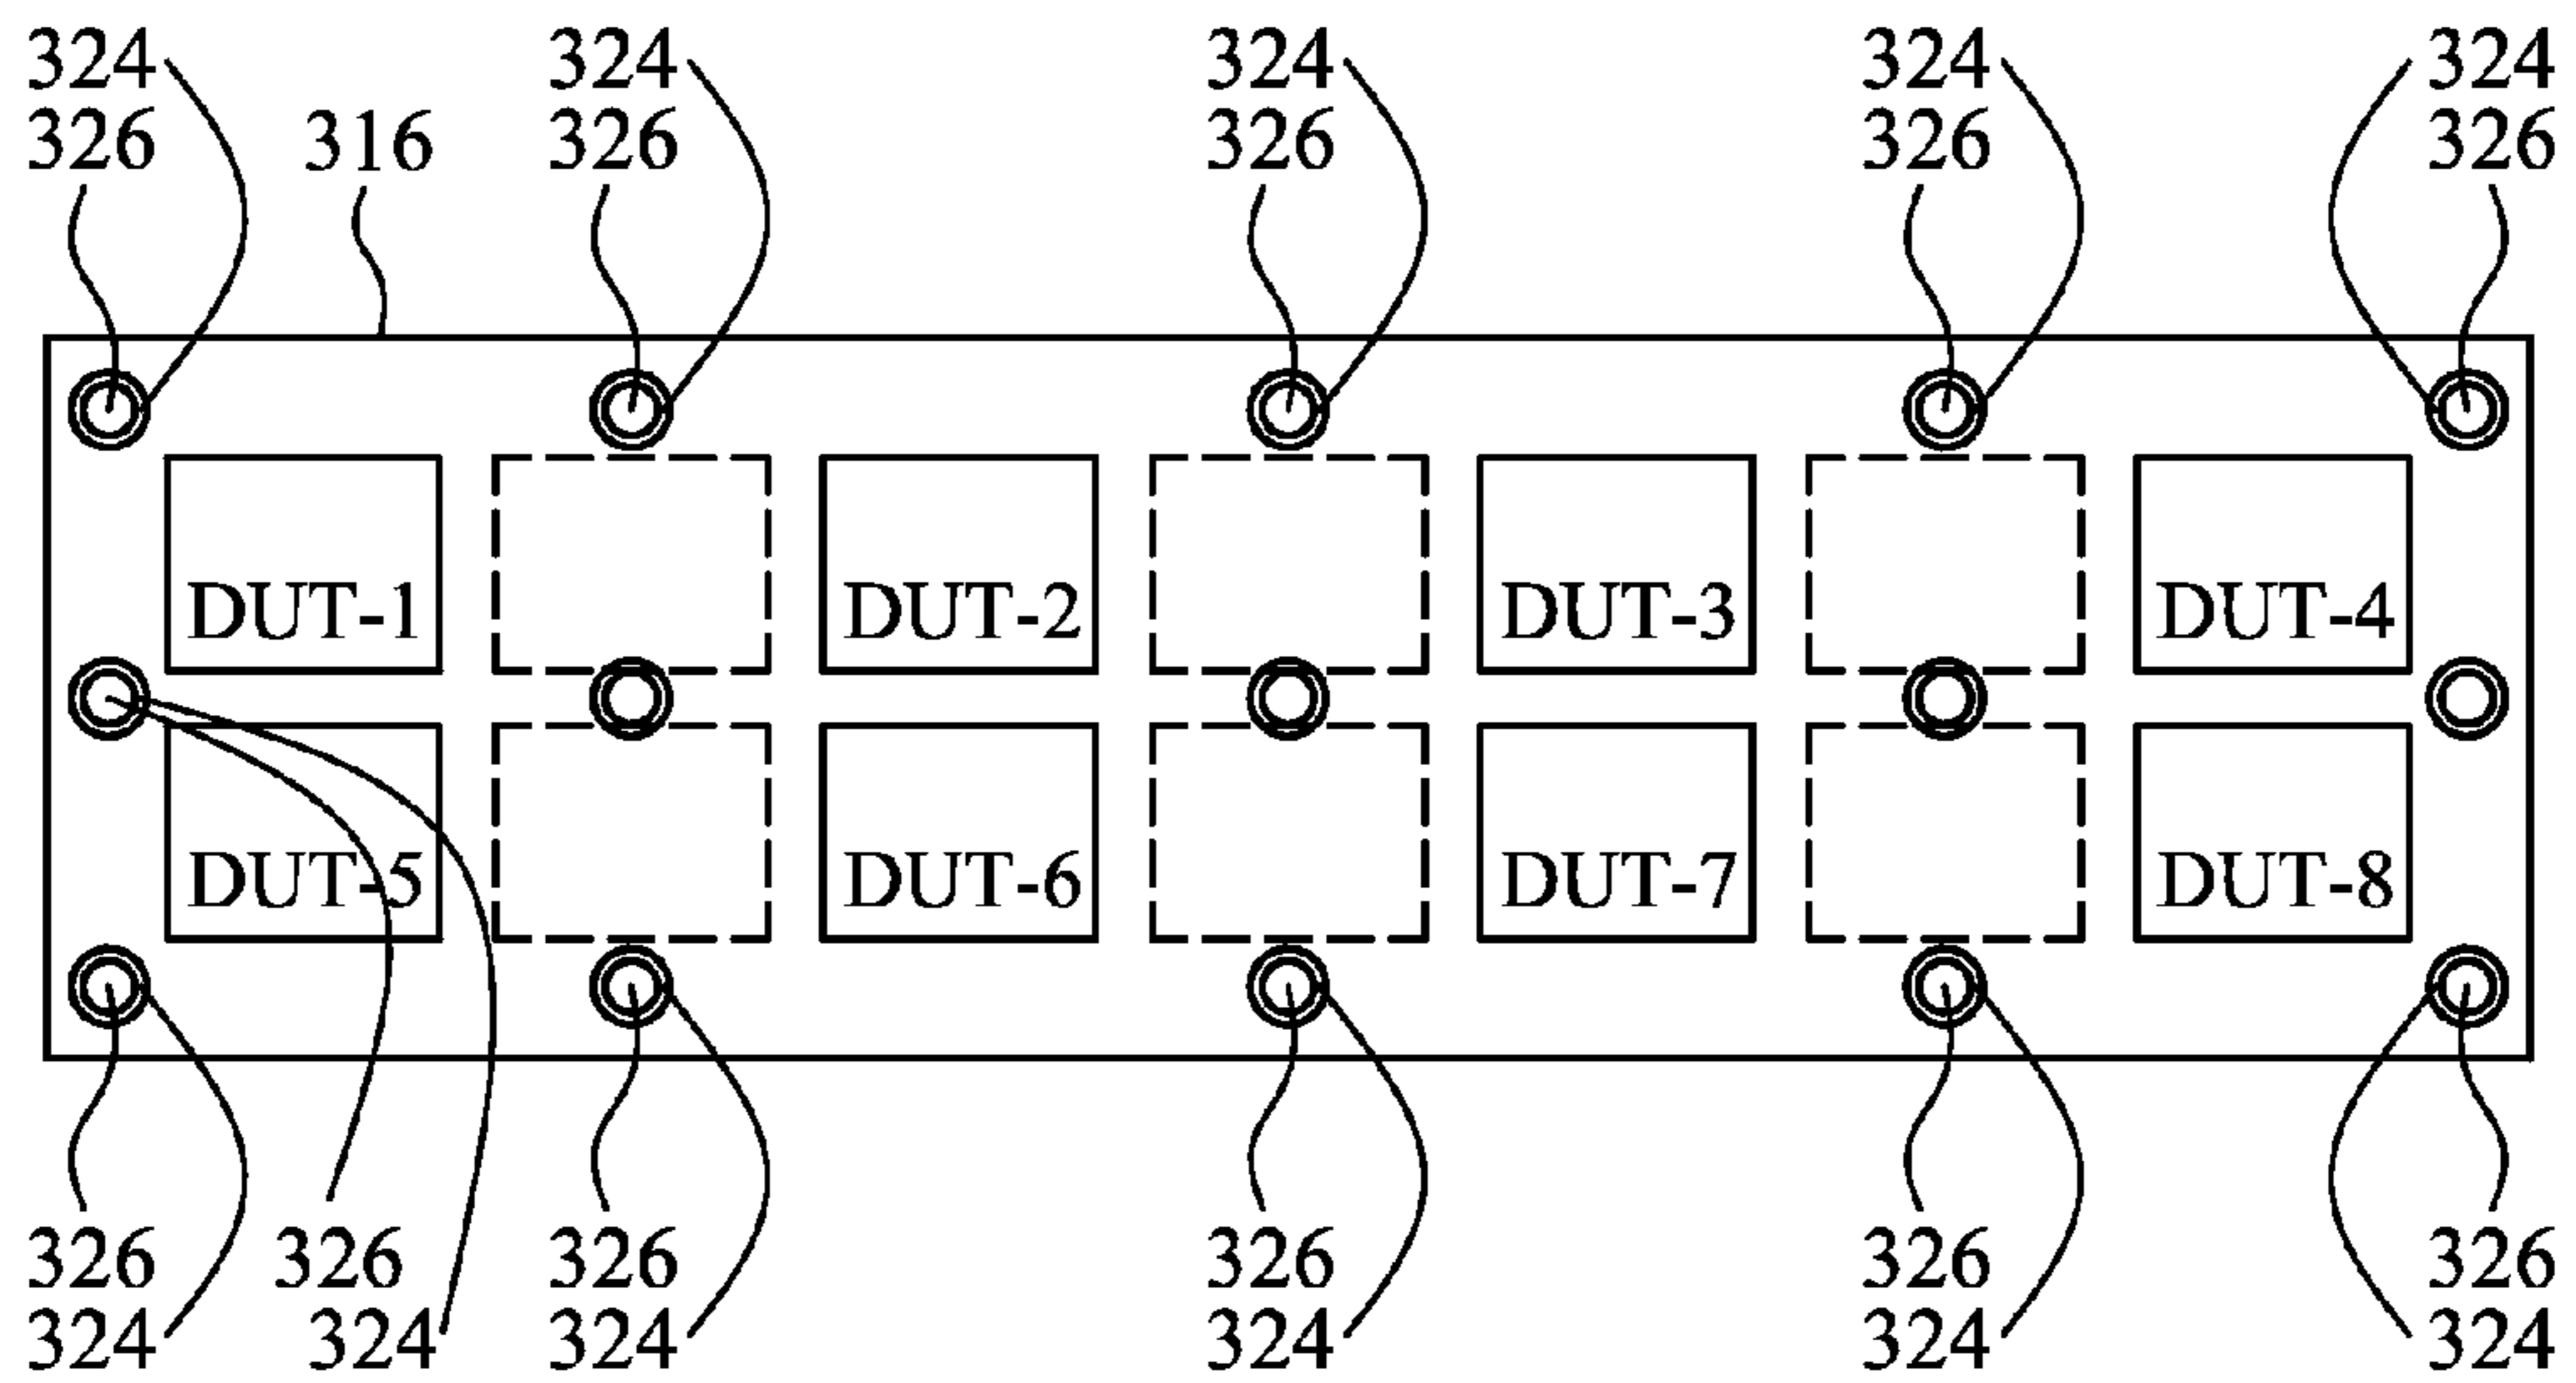 324 324 324 324 324
326 316 326 326 326 326
DUT-1 DUT-2 DUT-3 DUT-4
DUT-5 DUT-6 DUT-7 DUT-8
326 326 326 326 326 326
324 324 324 324 324 324